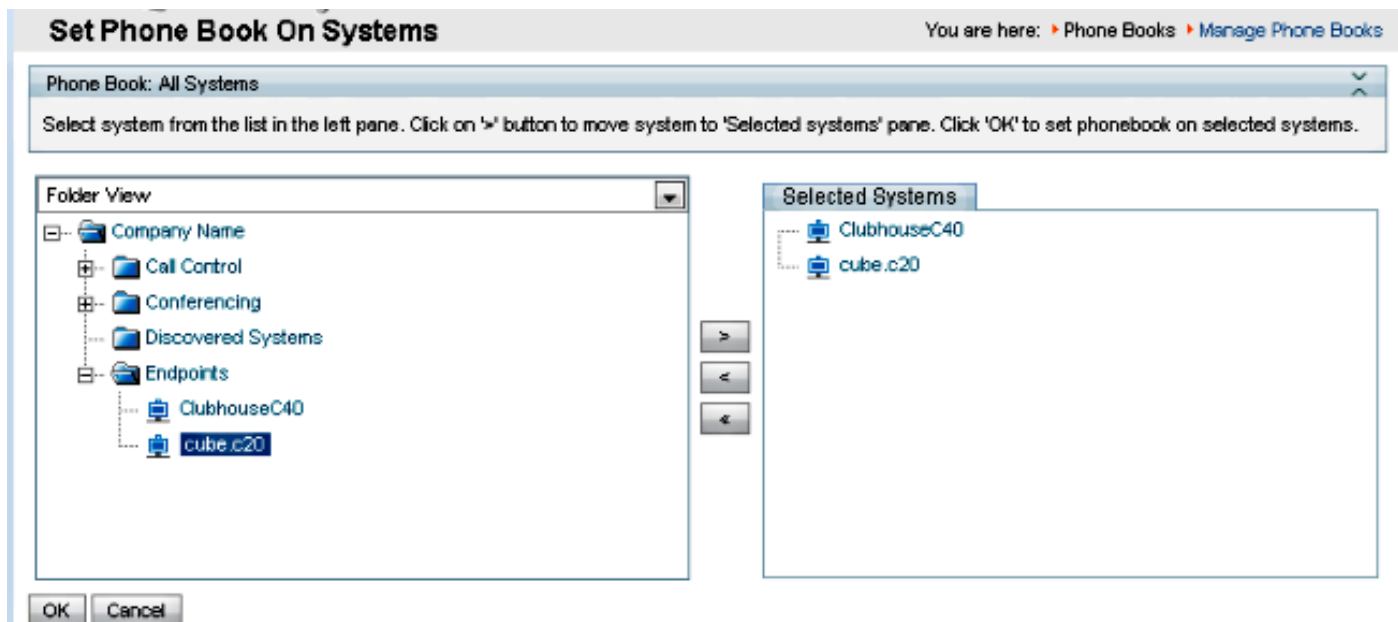 Set Phone Book On Systems
You are here: Phone Books Manage Phone Books
Phone Book: All Systems
Select system from the list in the left pane. Click on '>' button to move system to 'Selected systems' pane. Click 'OK' to set phonebook on selected systems.
Folder View
Company Name
Call Control
Conferencing
Discovered Systems
Endpoints
ClubhouseC40
cube.c20
>
<
«
Selected Systems
ClubhouseC40
cube.c20
OK Cancel